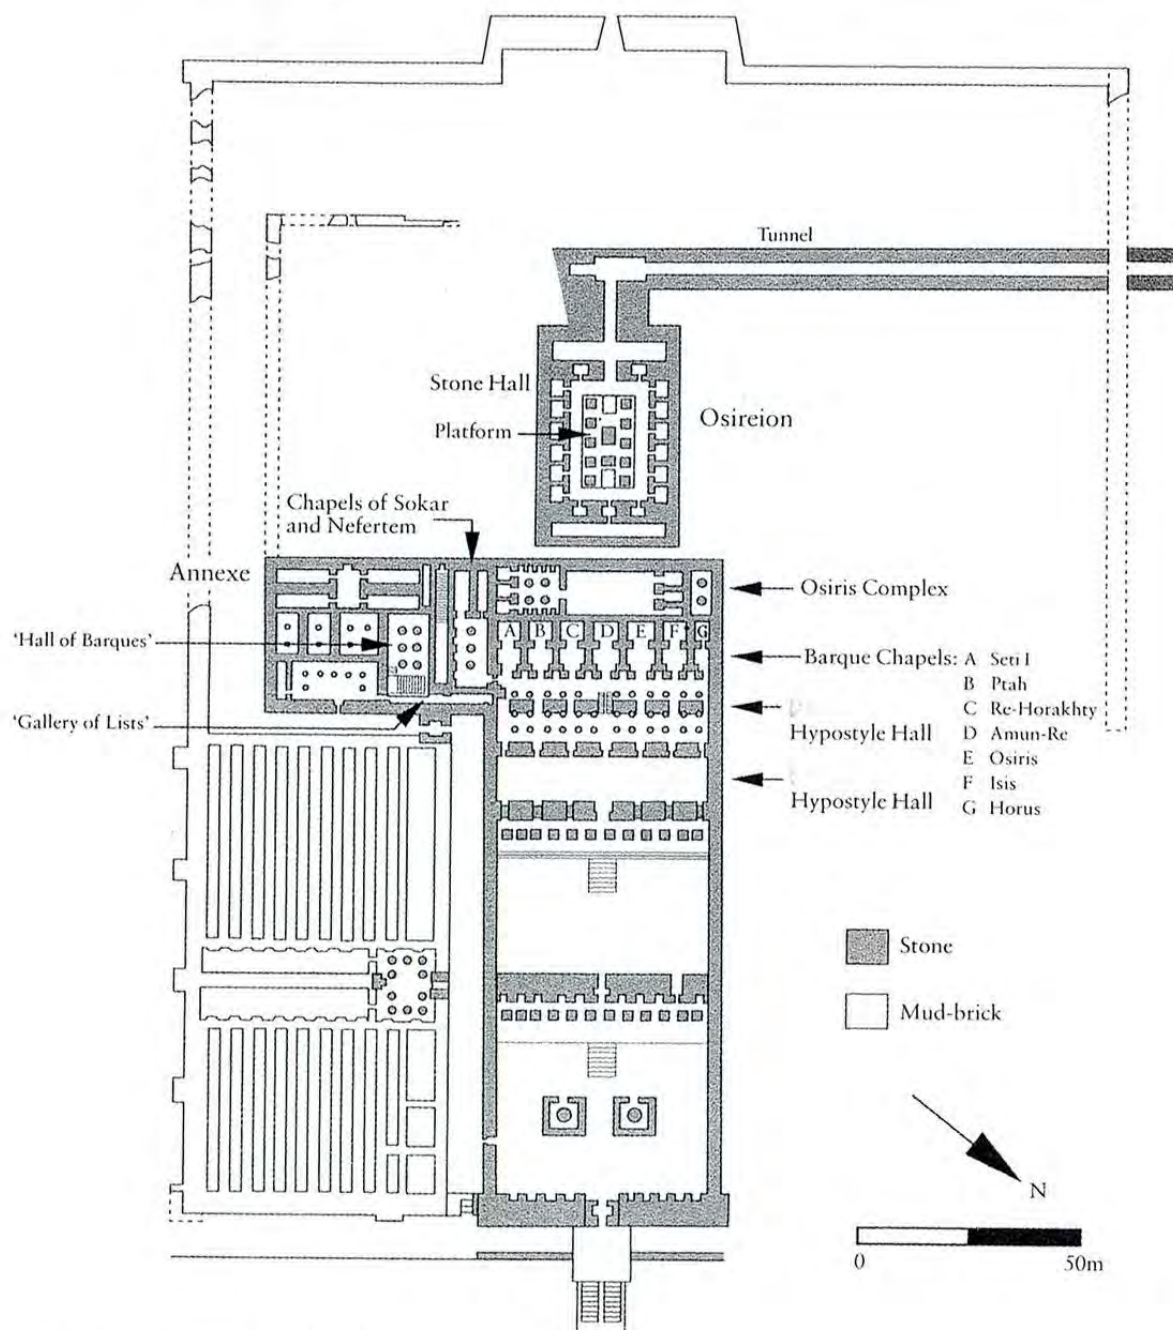 Tunnel
Stone Hall
Platform
Osireion
Chapels of Sokar
and Nefertem
Annexe
Osiris Complex
'Hall of Barques'
A B C D E F G
Barque Chapels: A Seti I
B Ptah
C Re-Horakhty
D Amun-Re
E Osiris
F Isis
G Horus
'Gallery of Lists'
Hypostyle Hall
Hypostyle Hall
Stone
Mud-brick
N
0 50m